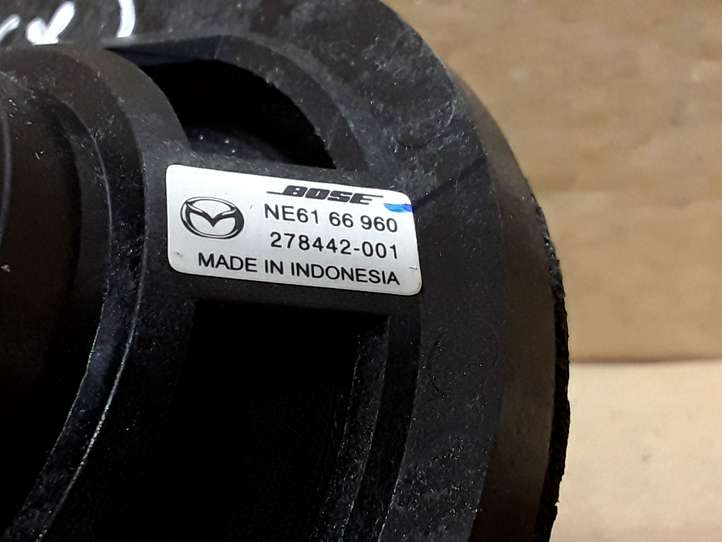 BOSE
NE61 66 960
278442-001
MADE IN INDONESIA